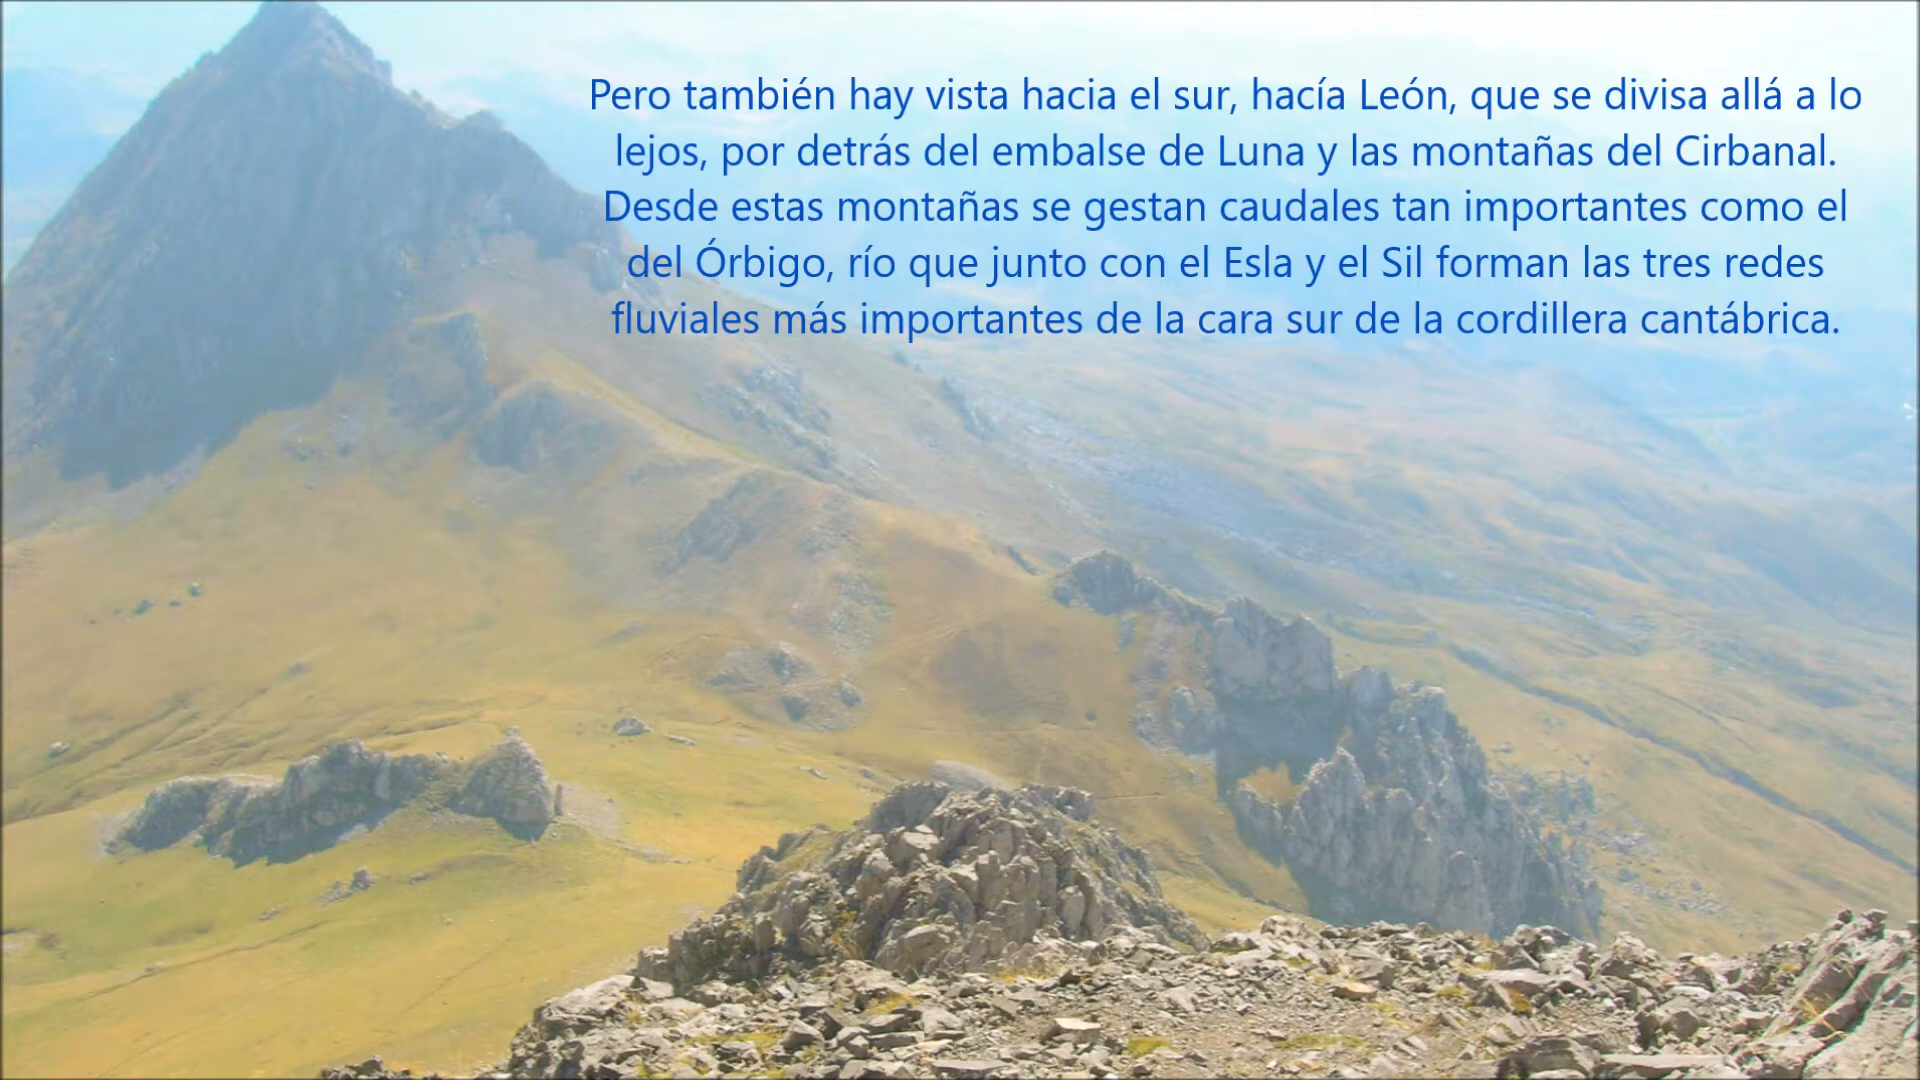 Pero también hay vista hacia el sur, hacía León, que se divisa allá a lo
lejos, por detrás del embalse de Luna y las montañas del Cirbanal.
Desde estas montañas se gestan caudales tan importantes como el
del Órbigo, río que junto con el Esla y el Sil forman las tres redes
fluviales más importantes de la cara sur de la cordillera cantábrica.